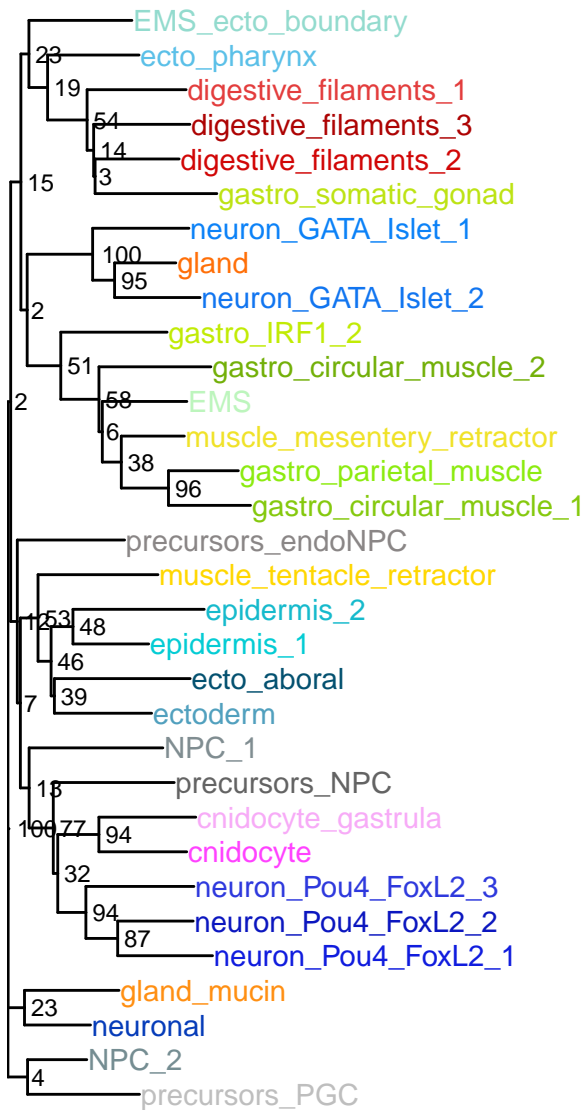 EMS_ecto_boundary
23
ecto_pharynx
19
digestive_filaments_1
54
digestive_filaments_3
14
digestive_filaments_2
3
15
gastro_somatic_gonad
neuron_GATA_Islet_1
100
gland
95
neuron_GATA_Islet_2
2
gastro_IRF1_2
51
gastro_circular_muscle_2
2
58
EMS
6
muscle_mesentery_retractor
38
gastro_parietal_muscle
96
gastro_circular_muscle_1
precursors_endoNPC
muscle_tentacle_retractor
epidermis_2
12
53
48
epidermis_1
46
ecto_aboral
39
7
ectoderm
NPC_1
13
precursors_NPC
cnidocyte_gastrula
100
77
94
cnidocyte
32
neuron_Pou4_FoxL2_3
94
neuron_Pou4_FoxL2_2
87
neuron_Pou4_FoxL2_1
gland_mucin
23
neuronal
NPC_2
4
precursors_PGC